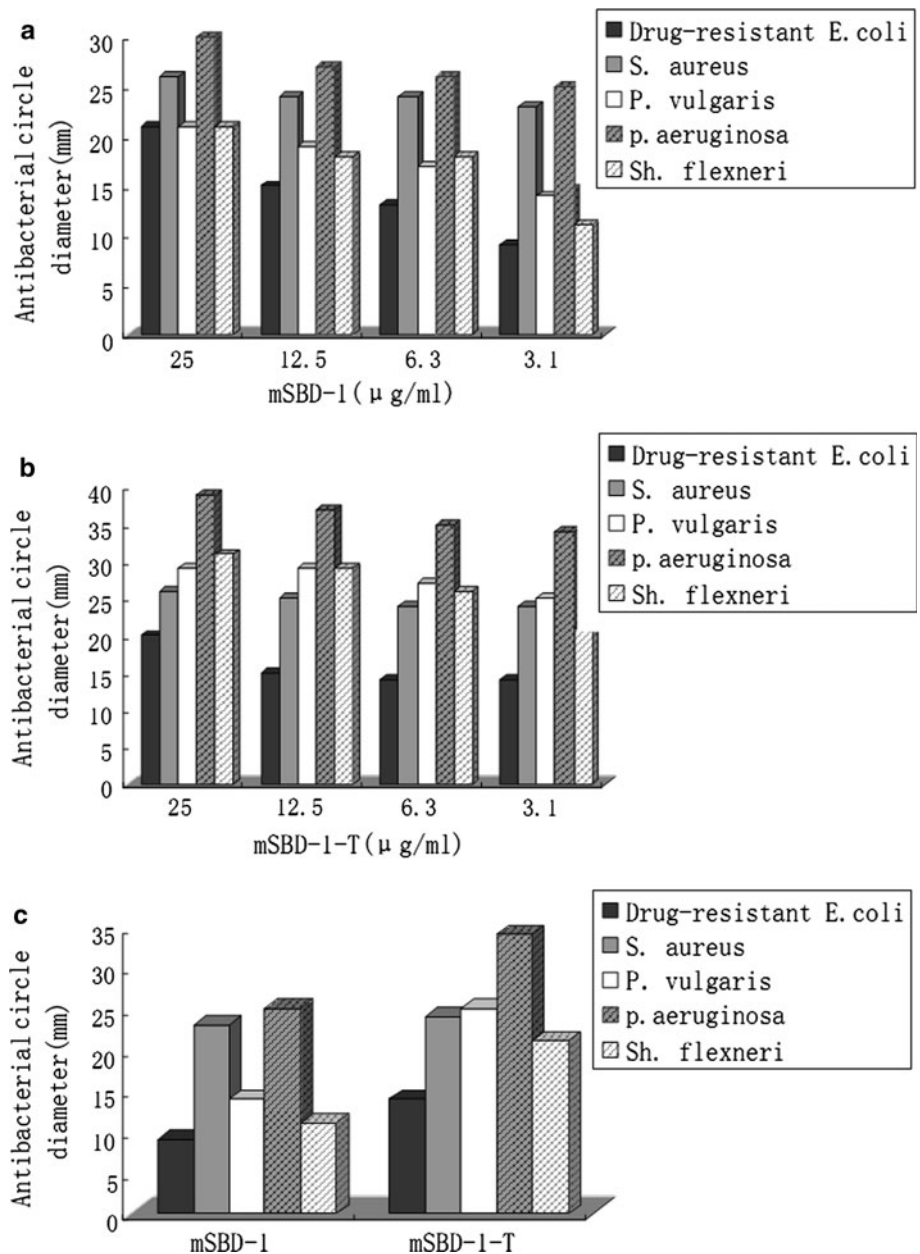 a
Antibacterial circle
diameter(mm)
30
25
20
15
10
5
0
25 12.5 6.3 3.1
mSBD-1(μg/ml)
Drug-resistant E.coli
S. aureus
P. vulgaris
p.aeruginosa
Sh. flexneri
b
Antibacterial circle
diameter(mm)
40
35
30
25
20
15
10
5
0
25 12.5 6.3 3.1
mSBD-1-T(μg/ml)
Drug-resistant E.coli
S. aureus
P. vulgaris
p.aeruginosa
Sh. flexneri
c
Antibacterial circle
diameter(mm)
35
30
25
20
15
10
5
0
mSBD-1 mSBD-1-T
Drug-resistant E.coli
S. aureus
P. vulgaris
p.aeruginosa
Sh. flexneri